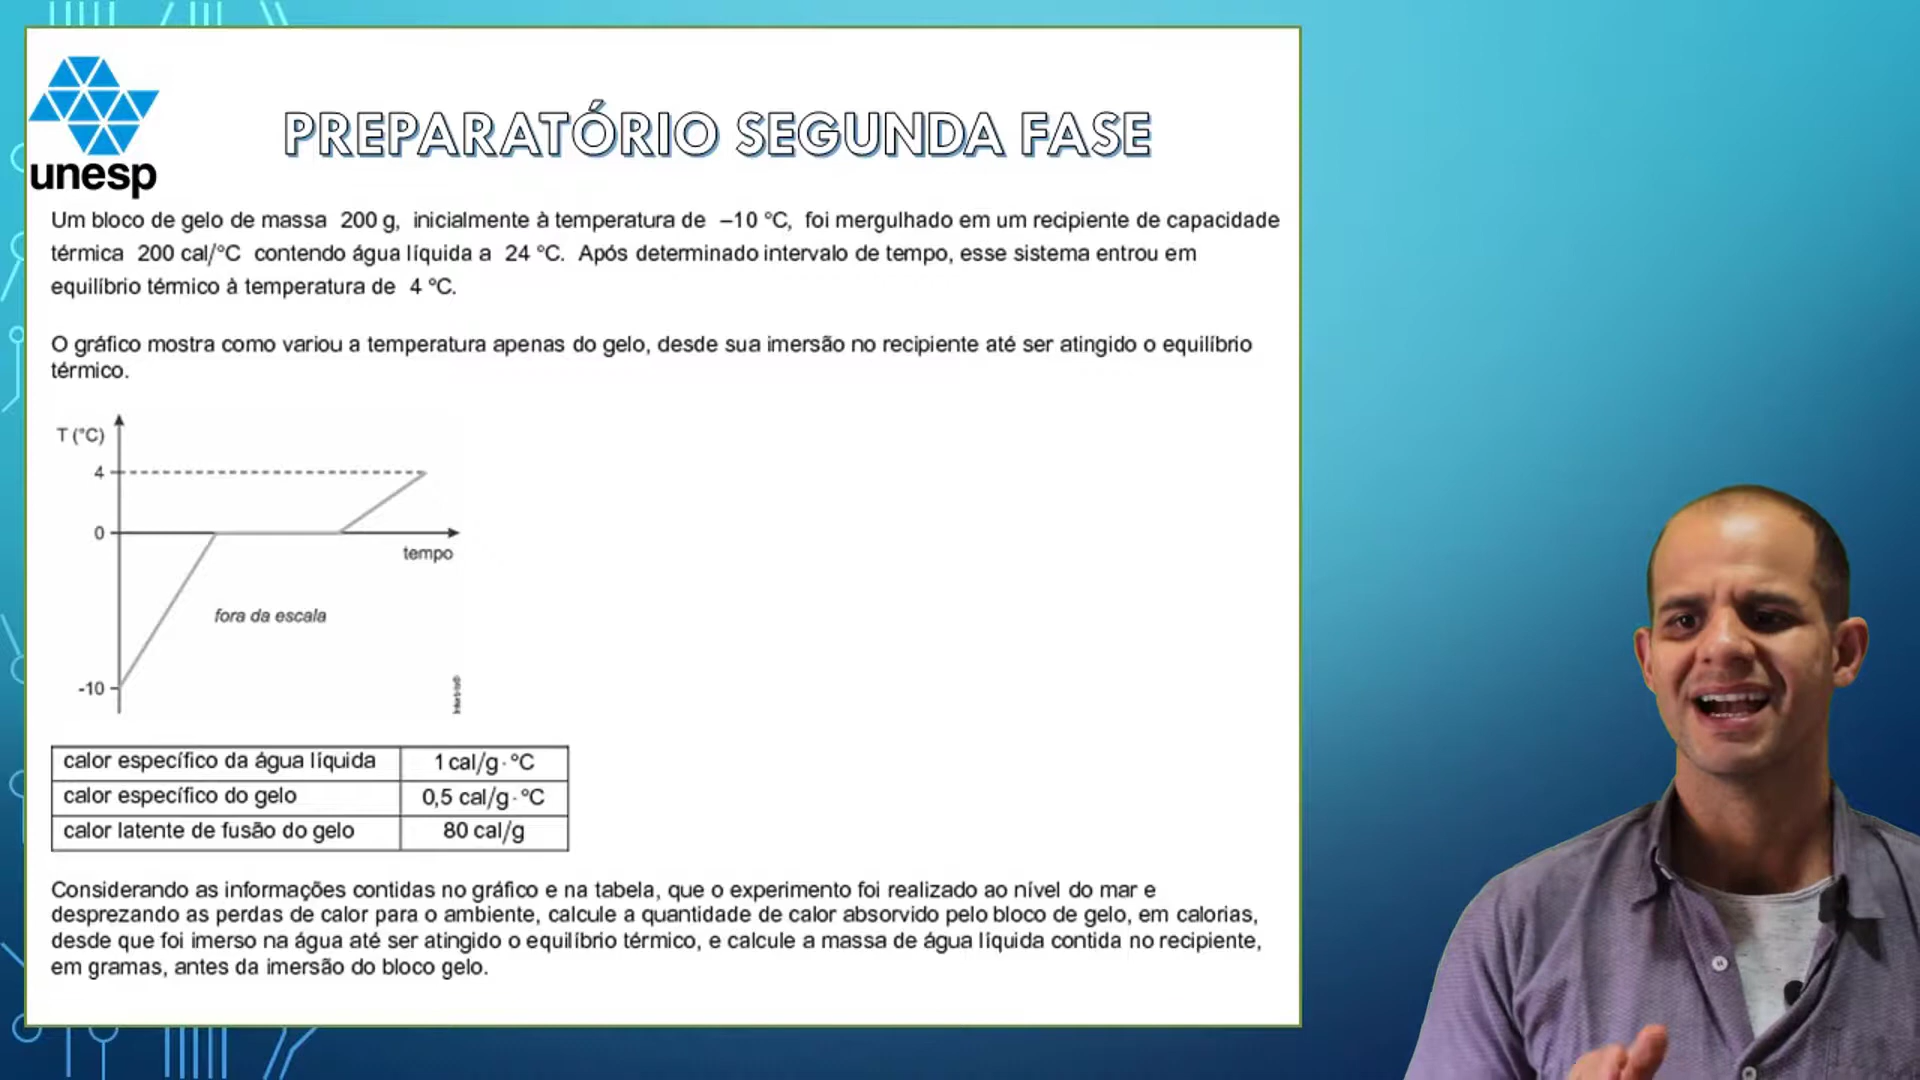 unesp
PREPARATÓRIO SEGUNDA FASE
Um bloco de gelo de massa 200 g, inicialmente à temperatura de –10 °C, foi mergulhado em um recipiente de capacidade
térmica 200 cal/°C contendo água líquida a 24 °C. Após determinado intervalo de tempo, esse sistema entrou em
equilíbrio térmico à temperatura de 4 °C.
O gráfico mostra como variou a temperatura apenas do gelo, desde sua imersão no recipiente até ser atingido o equilíbrio
térmico.
T (°C)
4
0
tempo
fora da escala
-10
calor específico da água líquida 1 cal/g·°C
calor específico do gelo 0,5 cal/g·°C
calor latente de fusão do gelo 80 cal/g
Considerando as informações contidas no gráfico e na tabela, que o experimento foi realizado ao nível do mar e
desprezando as perdas de calor para o ambiente, calcule a quantidade de calor absorvido pelo bloco de gelo, em calorias,
desde que foi imerso na água até ser atingido o equilíbrio térmico, e calcule a massa de água líquida contida no recipiente,
em gramas, antes da imersão do bloco gelo.